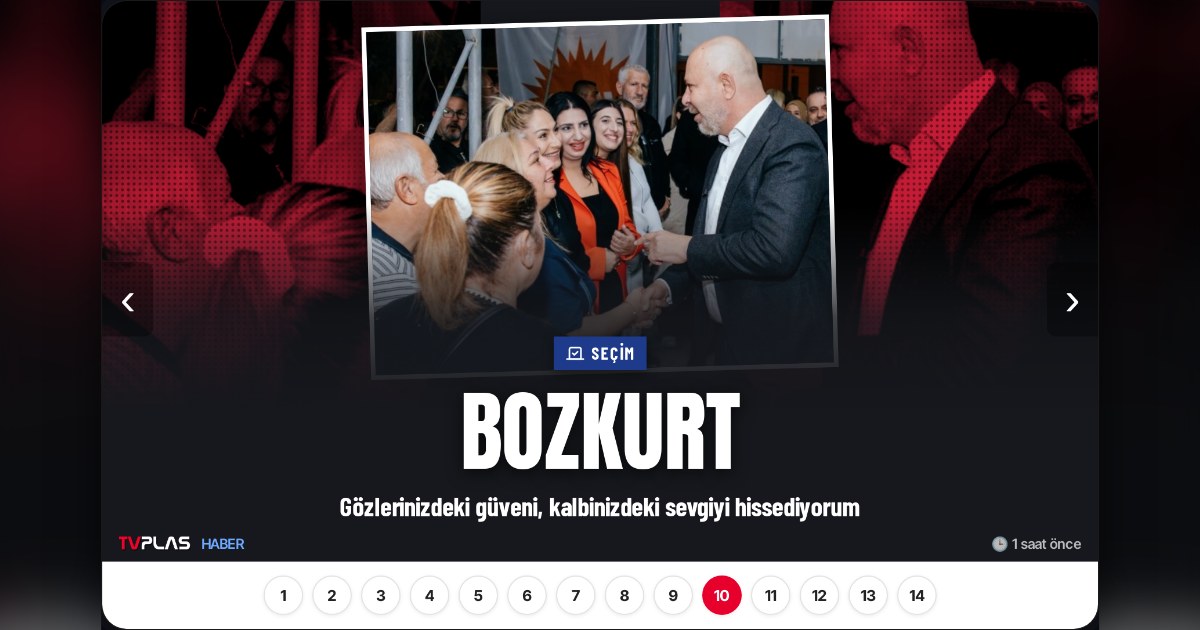 SEÇİM
BOZKURT
Gözlerinizdeki güveni, kalbinizdeki sevgiyi hissediyorum
TVPLAS HABER
1 saat önce
1 2 3 4 5 6 7 8 9 10 11 12 13 14